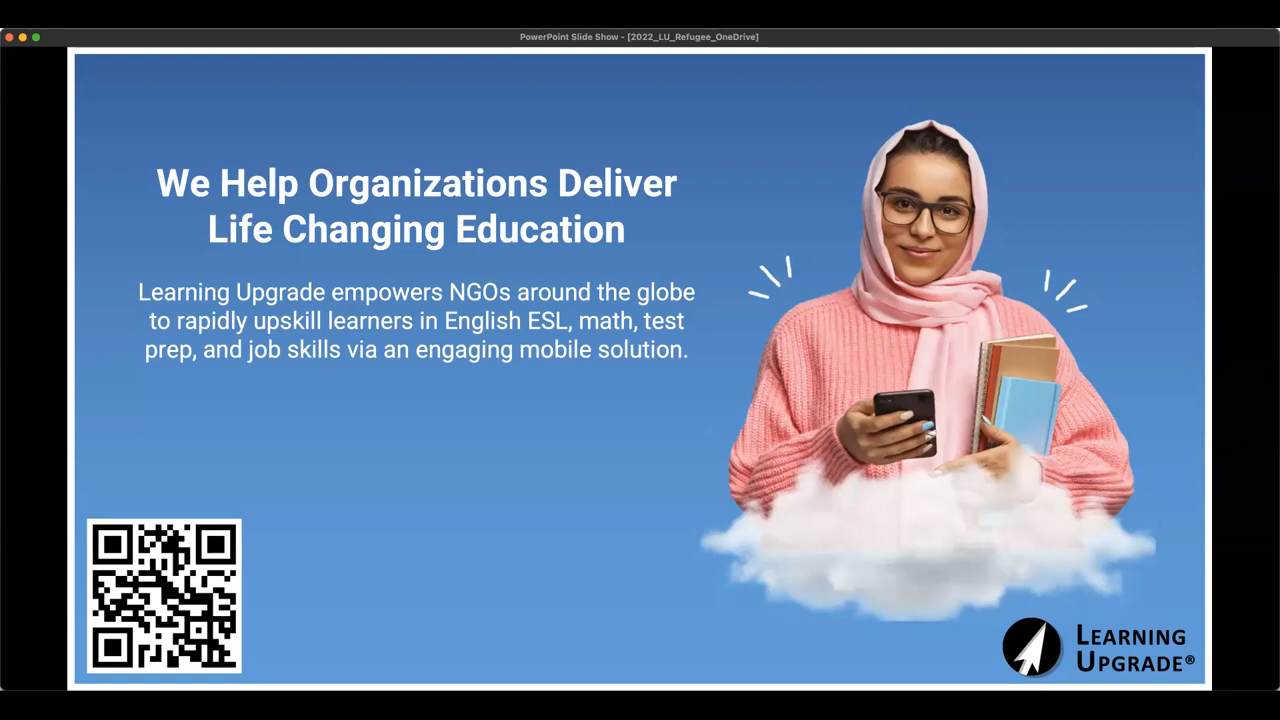 PowerPoint Slide Show - [2022_LU_Refugee_OneDrive]
We Help Organizations Deliver
Life Changing Education
Learning Upgrade empowers NGOs around the globe
to rapidly upskill learners in English ESL, math, test
prep, and job skills via an engaging mobile solution.
LEARNING
UPGRADE®